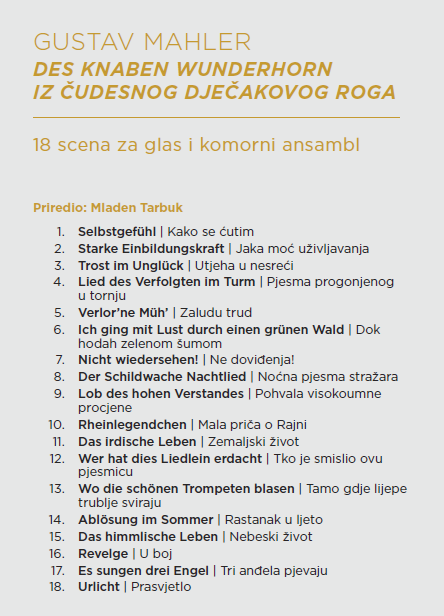 GUSTAV MAHLER
DES KNABEN WUNDERHORN
IZ ČUDESNOG DJEČAKOVOG ROGA
18 scena za glas i komorni ansambl
Priredio: Mladen Tarbuk
1. Selbstgefühl | Kako se ćutim
2. Starke Einbildungskraft | Jaka moć uživljavanja
3. Trost im Unglück | Utjeha u nesreći
4. Lied des Verfolgten im Turm | Pjesma progonjenog
u tornju
5. Verlor'ne Müh' | Zaludu trud
6. Ich ging mit Lust durch einen grünen Wald | Dok
hodah zelenom šumom
7. Nicht wiedersehen! | Ne doviđenja!
8. Der Schildwache Nachtlied | Noćna pjesma stražara
9. Lob des hohen Verstandes | Pohvala visokoumne
procjene
10. Rheinlegendchen | Mala priča o Rajni
11. Das irdische Leben | Zemaljski život
12. Wer hat dies Liedlein erdacht | Tko je smislio ovu
pjesmicu
13. Wo die schönen Trompeten blasen | Tamo gdje lijepe
trublje sviraju
14. Ablösung im Sommer | Rastanak u ljeto
15. Das himmlische Leben | Nebeski život
16. Revelge | U boj
17. Es sungen drei Engel | Tri anđela pjevaju
18. Urlicht | Prasvjetlo